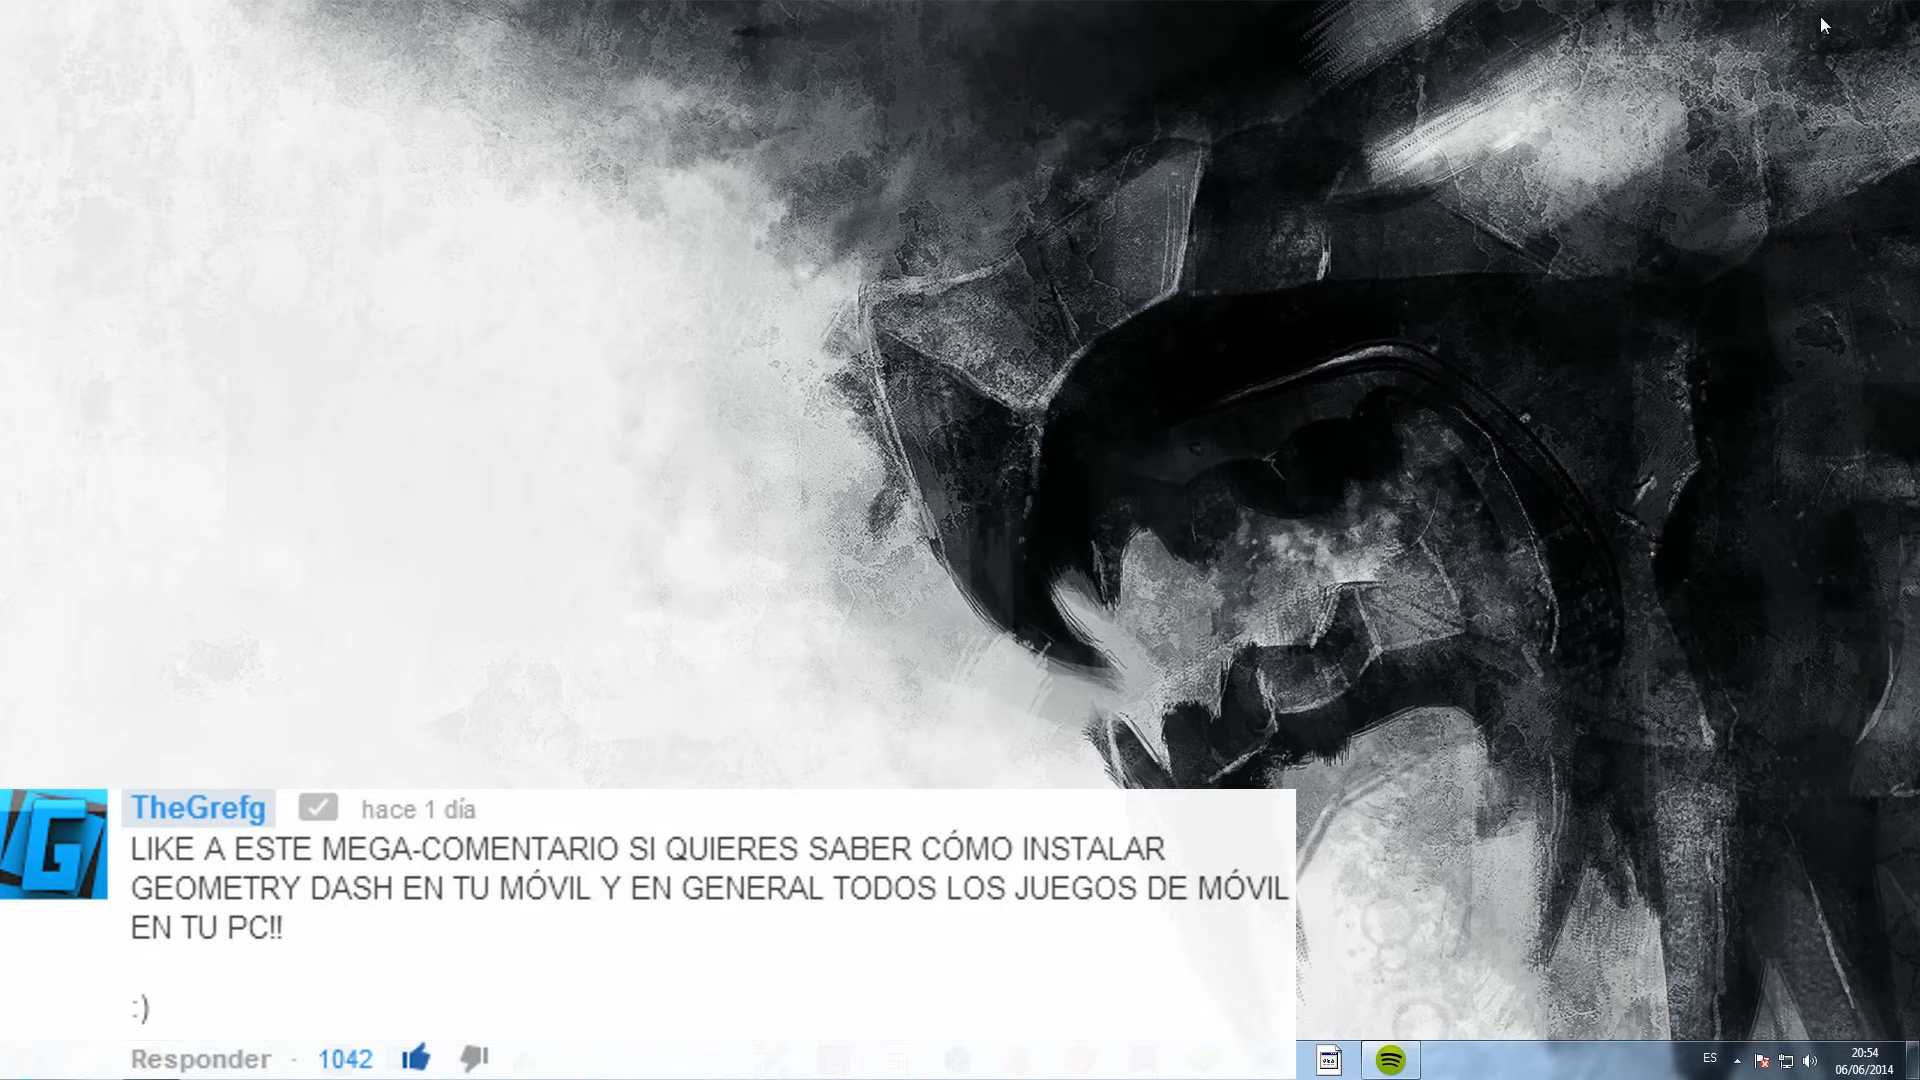 TheGrefg hace 1 día
LIKE A ESTE MEGA-COMENTARIO SI QUIERES SABER CÓMO INSTALAR
GEOMETRY DASH EN TU MÓVIL Y EN GENERAL TODOS LOS JUEGOS DE MÓVIL
EN TU PC!!
:)
Responder · 1042
ES
20:54
06/06/2014